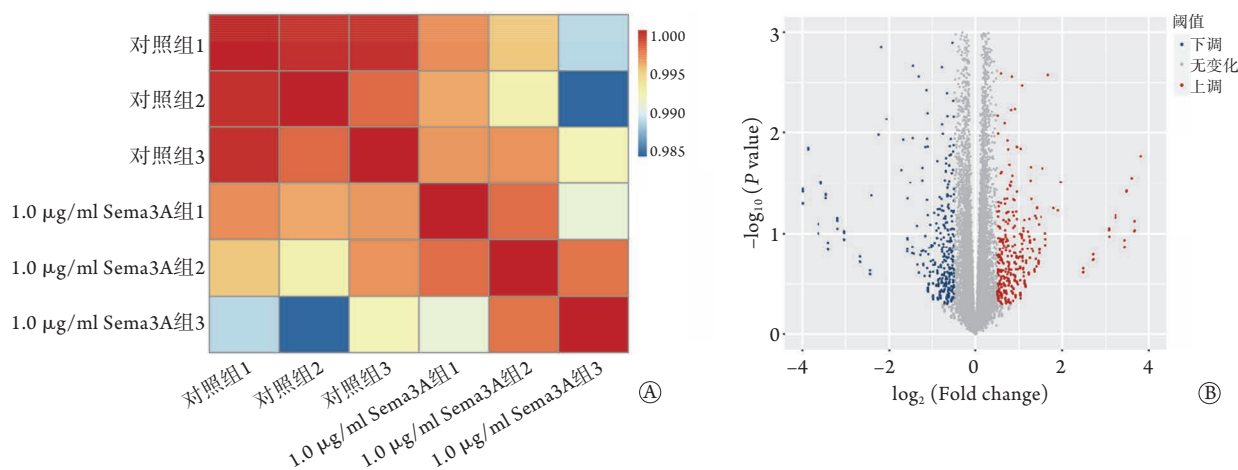 对照组1
对照组2
对照组3
1.0 μg/ml Sema3A组1
1.0 μg/ml Sema3A组2
1.0 μg/ml Sema3A组3
对照组1
对照组2
对照组3
1.0 μg/ml Sema3A组1
1.0 μg/ml Sema3A组2
1.0 μg/ml Sema3A组3
1.000
0.995
0.990
0.985
Ⓐ
−log₁₀ (P value)
3
2
1
0
−4
−2
0
2
4
log₂ (Fold change)
阈值
下调
无变化
上调
Ⓑ